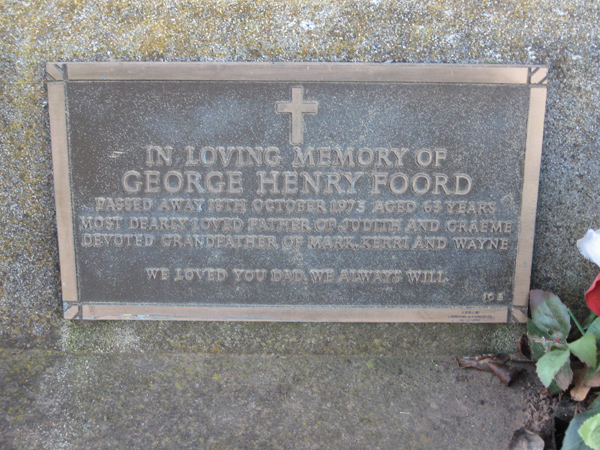 IN LOVING MEMORY OF
GEORGE HENRY FOORD
PASSED AWAY 19TH OCTOBER 1973 AGED 63 YEARS
MOST DEARLY LOVED FATHER OF JUDITH AND GRAEME
DEVOTED GRANDFATHER OF MARK, KERRI AND WAYNE
WE LOVED YOU DAD, WE ALWAYS WILL.